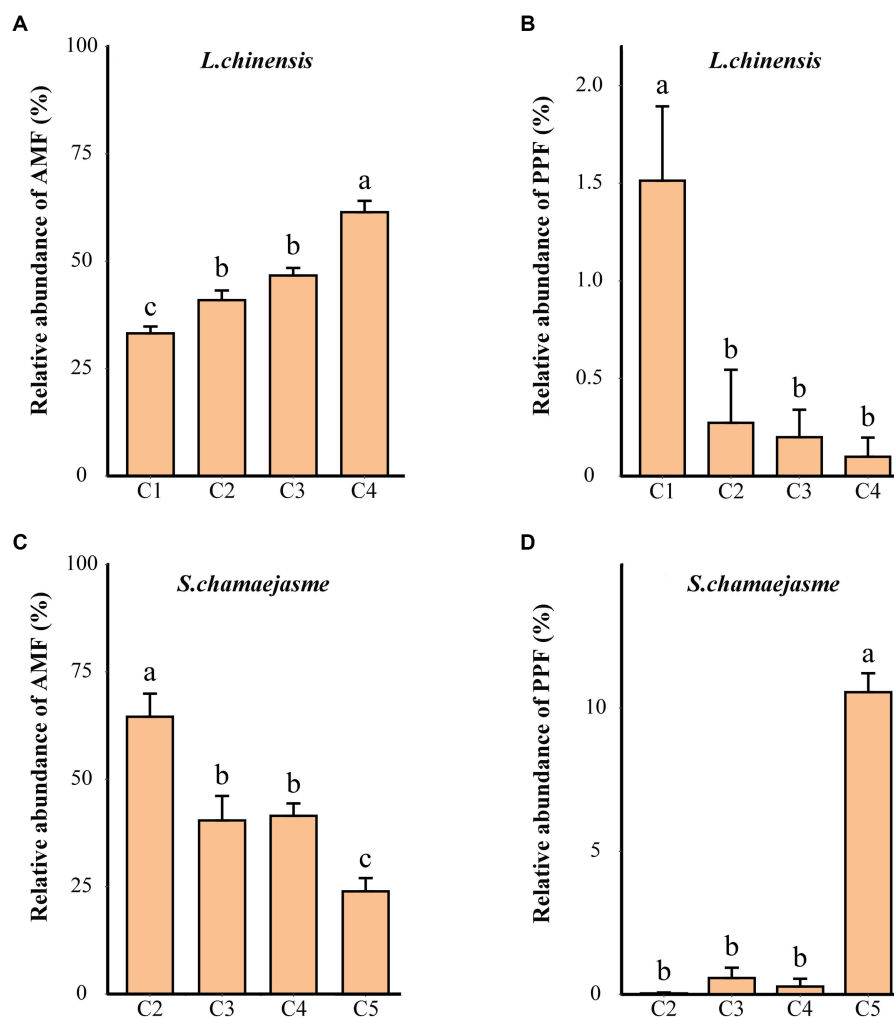 A
L.chinensis
Relative abundance of AMF (%)
100
75
50
25
0
c
b
b
a
C1 C2 C3 C4
B
L.chinensis
Relative abundance of PPF (%)
2.0
1.5
1.0
0.5
0
a
b
b
b
C1 C2 C3 C4
C
S.chamaejasme
Relative abundance of AMF (%)
100
75
50
25
0
a
b
b
c
C2 C3 C4 C5
D
S.chamaejasme
Relative abundance of PPF (%)
10
5
0
b
b
b
a
C2 C3 C4 C5